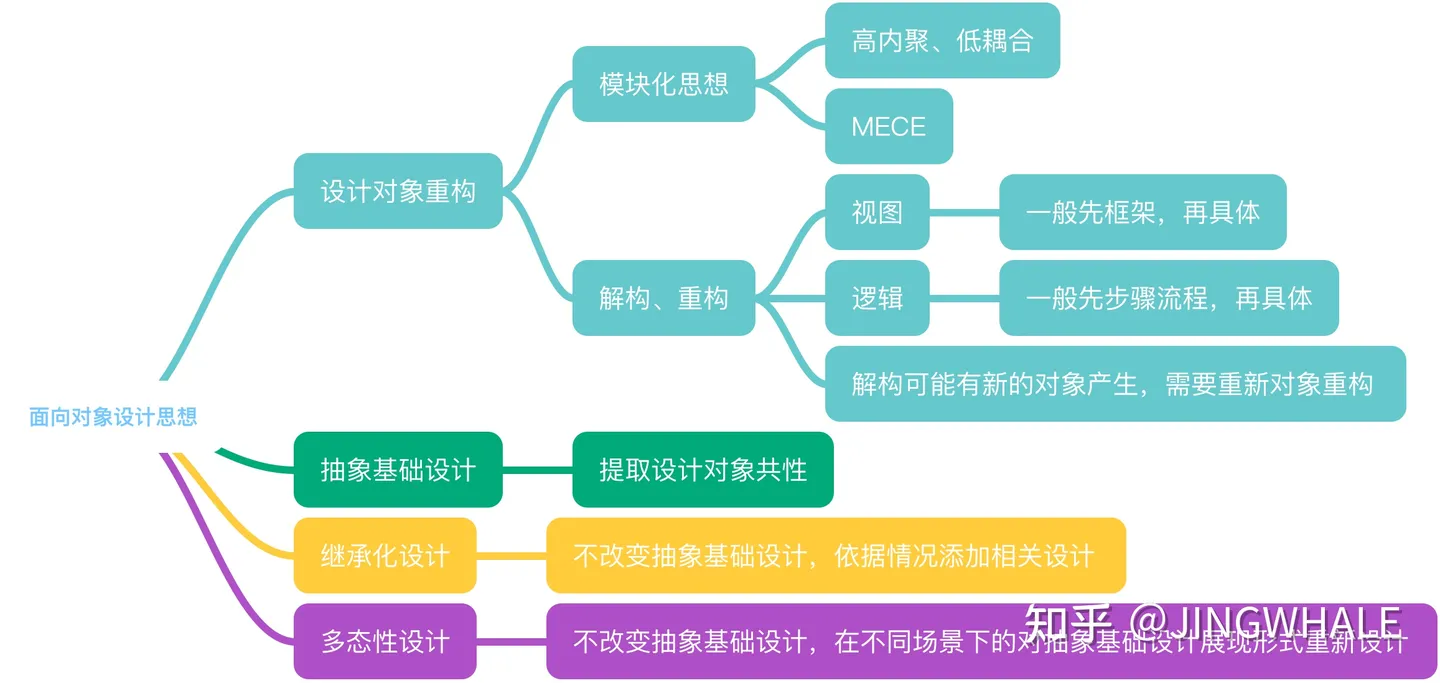 高内聚、低耦合
模块化思想
MECE
设计对象重构
视图
一般先框架，再具体
解构、重构
逻辑
一般先步骤流程，再具体
解构可能有新的对象产生，需要重新对象重构
面向对象设计思想
抽象基础设计
提取设计对象共性
继承化设计
不改变抽象基础设计，依据情况添加相关设计
多态性设计
不改变抽象基础设计，在不同场景下的对抽象基础设计展现形式重新设计
知乎 @JINGWHALE